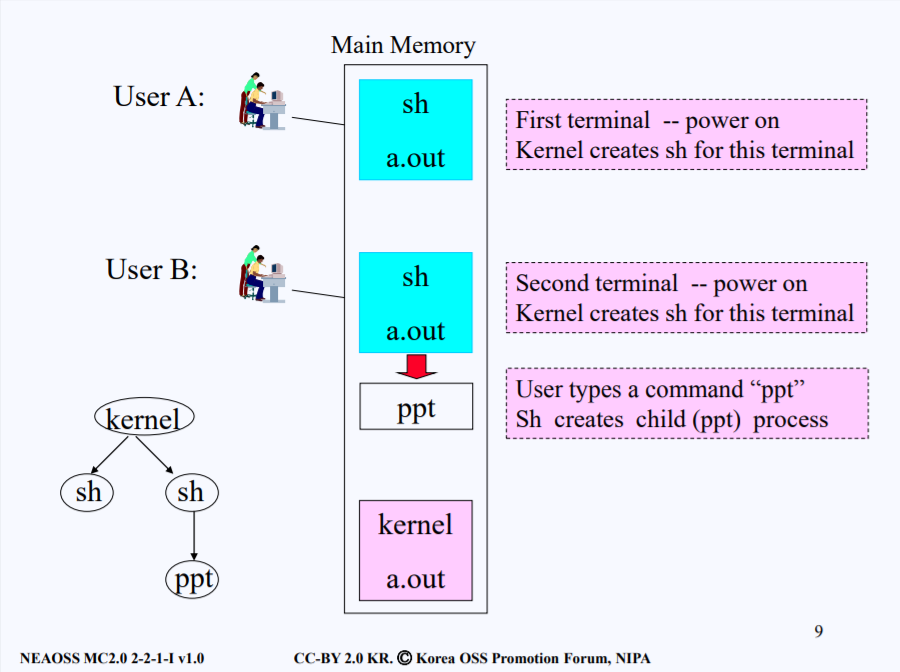 Main Memory
User A:
sh
a.out
First terminal -- power on
Kernel creates sh for this terminal
User B:
sh
a.out
Second terminal -- power on
Kernel creates sh for this terminal
ppt
User types a command “ppt”
Sh creates child (ppt) process
kernel
sh
sh
ppt
kernel
a.out
9
NEAOSS MC2.0 2-2-1-I v1.0
CC-BY 2.0 KR. Ⓒ Korea OSS Promotion Forum, NIPA